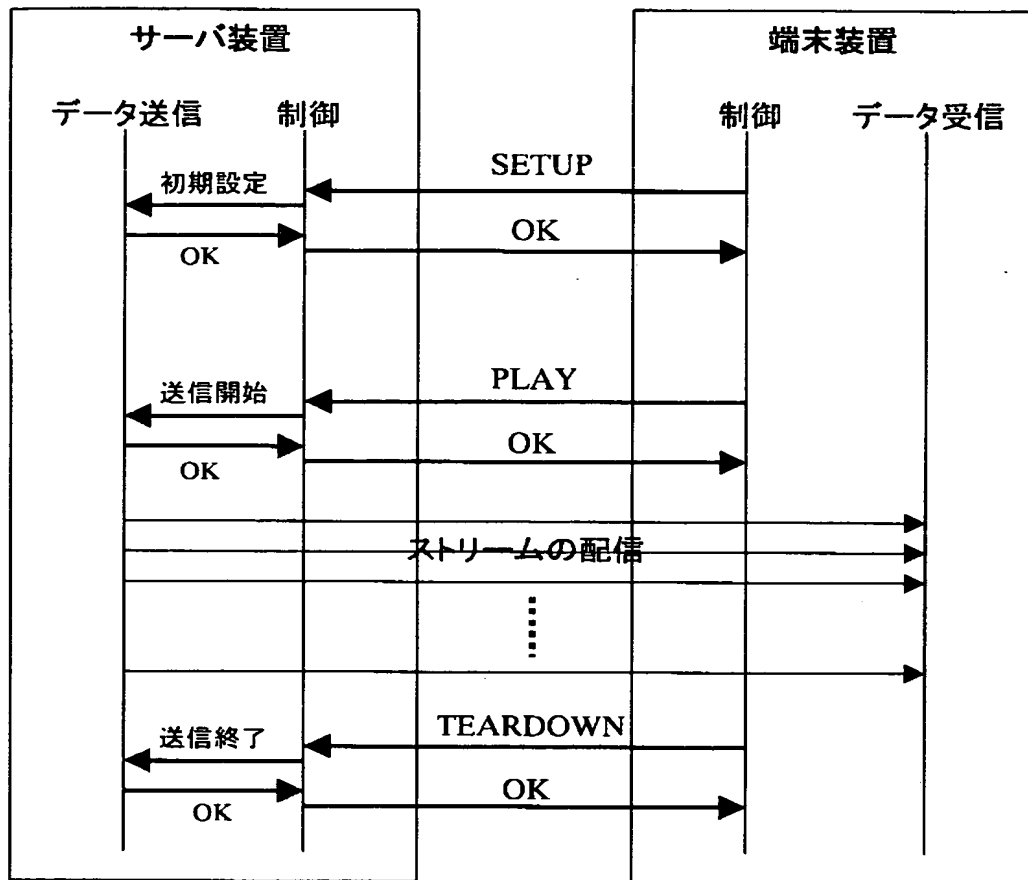 サーバ装置
端末装置
データ送信
制御
制御
データ受信
SETUP
初期設定
OK
OK
PLAY
送信開始
OK
OK
ストリームの配信
TEARDOWN
送信終了
OK
OK